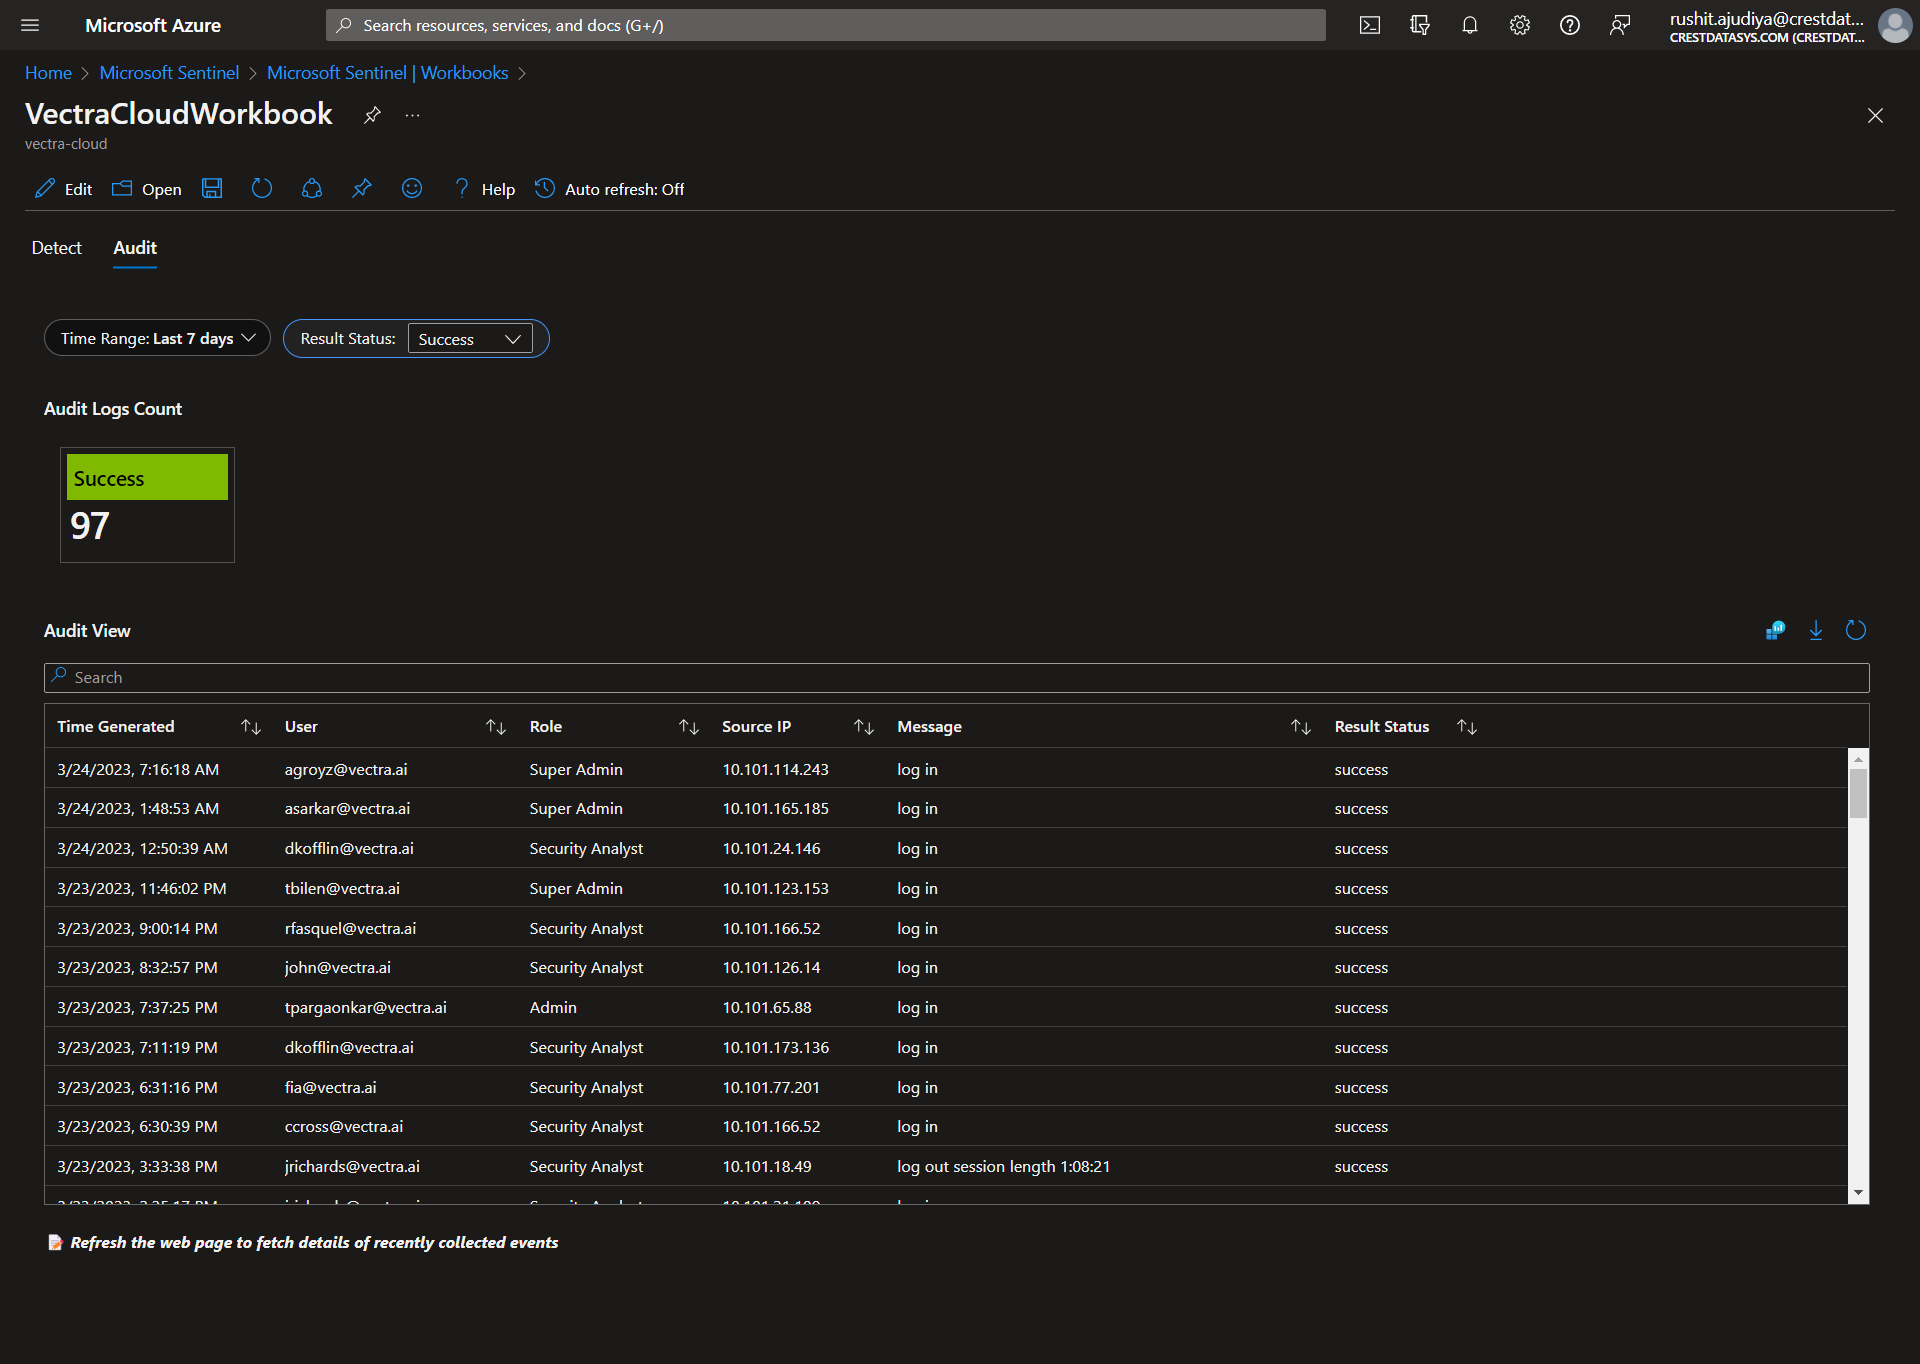 Microsoft Azure
Search resources, services, and docs (G+/)
rushit.ajudiya@crestdat...
CRESTDATASYS.COM (CRESTDAT...
Home > Microsoft Sentinel > Microsoft Sentinel | Workbooks >
VectraCloudWorkbook ...
vectra-cloud
Edit Open ? Help Auto refresh: Off
Detect Audit
Time Range: Last 7 days Result Status: Success
Audit Logs Count
Success
97
Audit View
Search
Time Generated User Role Source IP Message Result Status
3/24/2023, 7:16:18 AM agroyz@vectra.ai Super Admin 10.101.114.243 log in success
3/24/2023, 1:48:53 AM asarkar@vectra.ai Super Admin 10.101.165.185 log in success
3/24/2023, 12:50:39 AM dkofflin@vectra.ai Security Analyst 10.101.24.146 log in success
3/23/2023, 11:46:02 PM tbilen@vectra.ai Super Admin 10.101.123.153 log in success
3/23/2023, 9:00:14 PM rfasquel@vectra.ai Security Analyst 10.101.166.52 log in success
3/23/2023, 8:32:57 PM john@vectra.ai Security Analyst 10.101.126.14 log in success
3/23/2023, 7:37:25 PM tpargaonkar@vectra.ai Admin 10.101.65.88 log in success
3/23/2023, 7:11:19 PM dkofflin@vectra.ai Security Analyst 10.101.173.136 log in success
3/23/2023, 6:31:16 PM fia@vectra.ai Security Analyst 10.101.77.201 log in success
3/23/2023, 6:30:39 PM ccross@vectra.ai Security Analyst 10.101.166.52 log in success
3/23/2023, 3:33:38 PM jrichards@vectra.ai Security Analyst 10.101.18.49 log out session length 1:08:21 success
Refresh the web page to fetch details of recently collected events